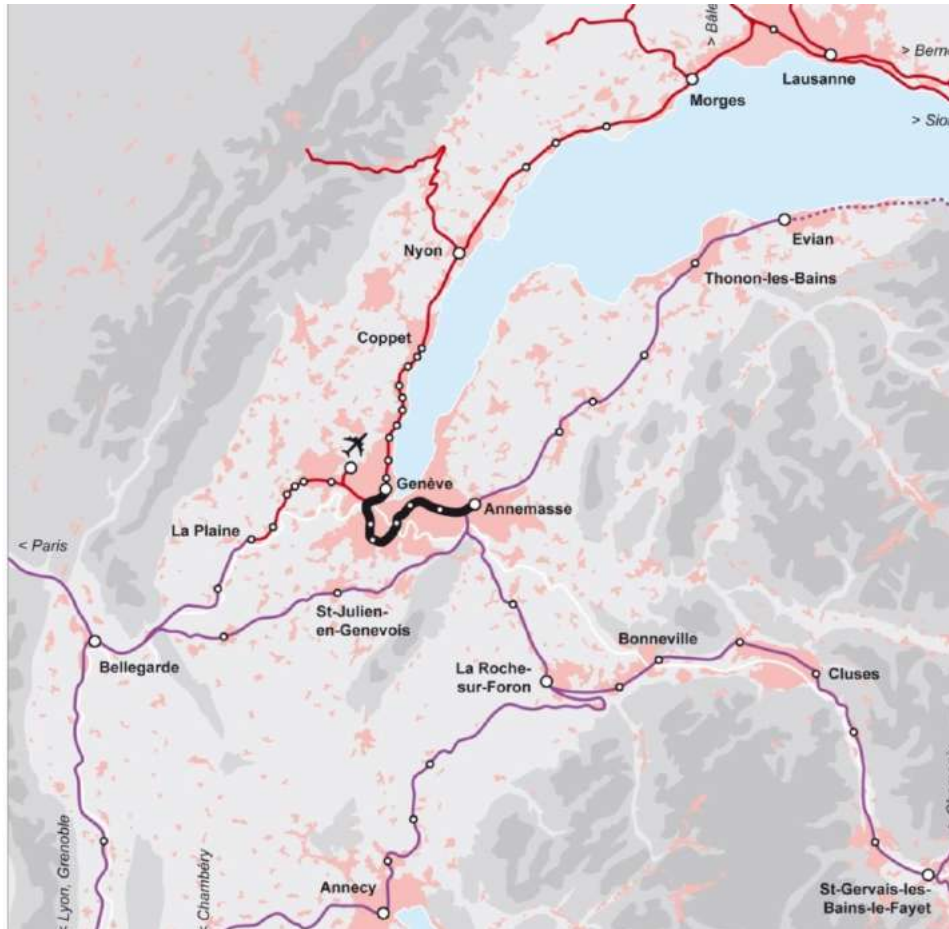 > Bâle
> Berne
Lausanne
Morges
> Sion
Nyon
Evian
Thonon-les-Bains
Coppet
Genève
Annemasse
La Plaine
< Paris
St-Julien-
en-Genevois
Bonneville
Bellegarde
La Roche-
sur-Foron
Cluses
< Lyon, Grenoble
< Chambéry
Annecy
St-Gervais-les-
Bains-le-Fayet